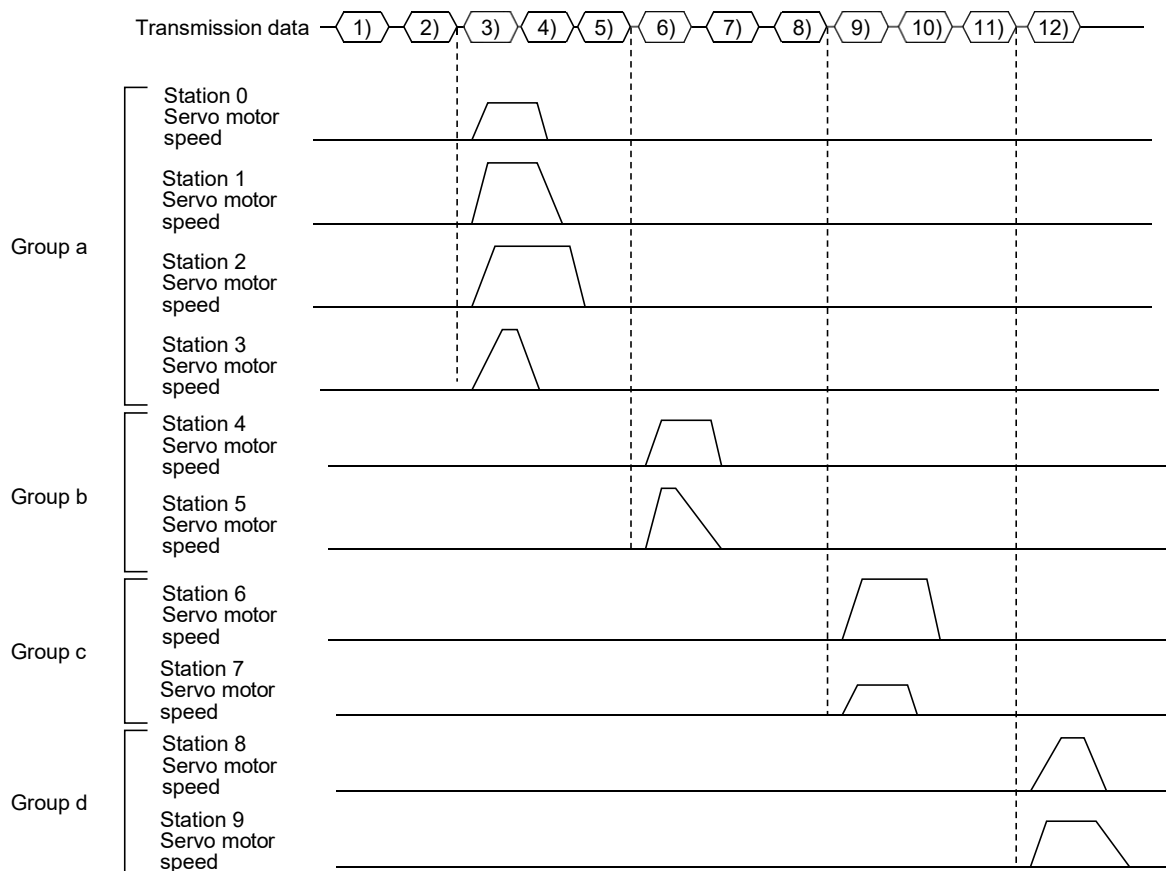 Transmission data 1) 2) 3) 4) 5) 6) 7) 8) 9) 10) 11) 12)
Group a
Station 0
Servo motor
speed
Station 1
Servo motor
speed
Station 2
Servo motor
speed
Station 3
Servo motor
speed
Group b
Station 4
Servo motor
speed
Station 5
Servo motor
speed
Group c
Station 6
Servo motor
speed
Station 7
Servo motor
speed
Group d
Station 8
Servo motor
speed
Station 9
Servo motor
speed